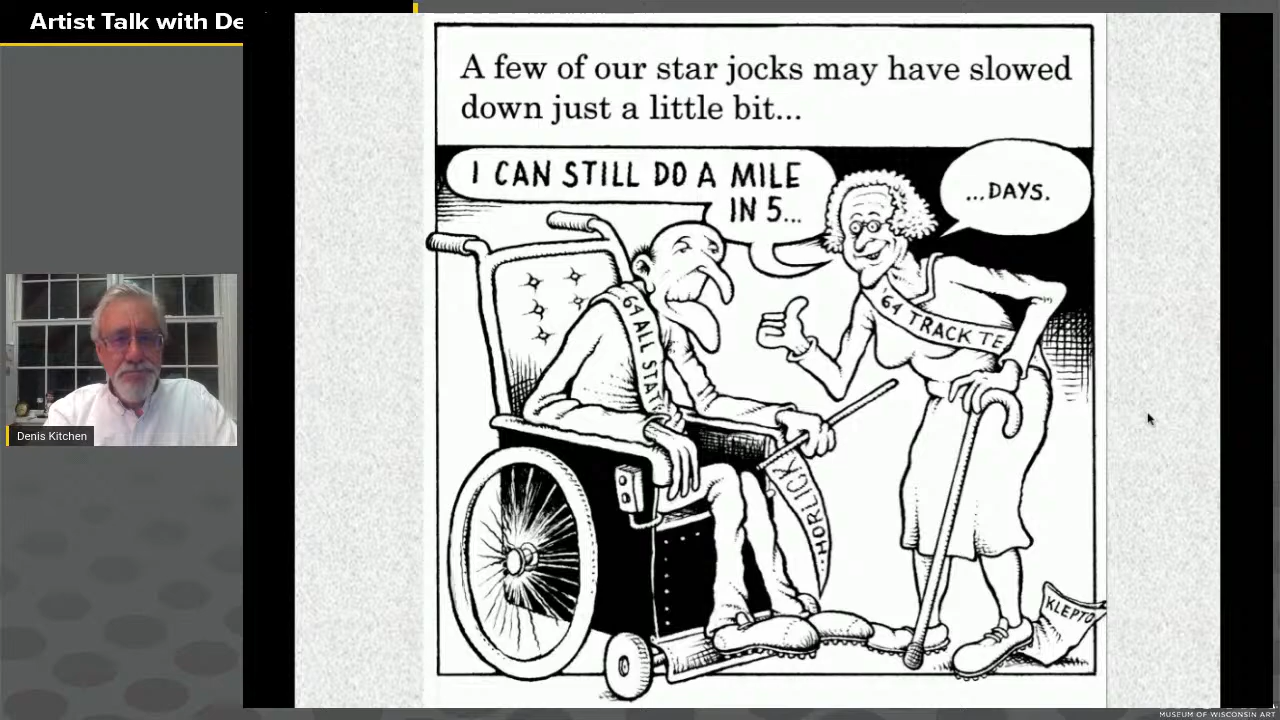 Artist Talk with De
A few of our star jocks may have slowed
down just a little bit...
I CAN STILL DO A MILE
IN 5...
...DAYS.
'64 ALL STAR
'64 TRACK TE
HORLICK
KLEPTO
Denis Kitchen
MUSEUM OF WISCONSIN ART